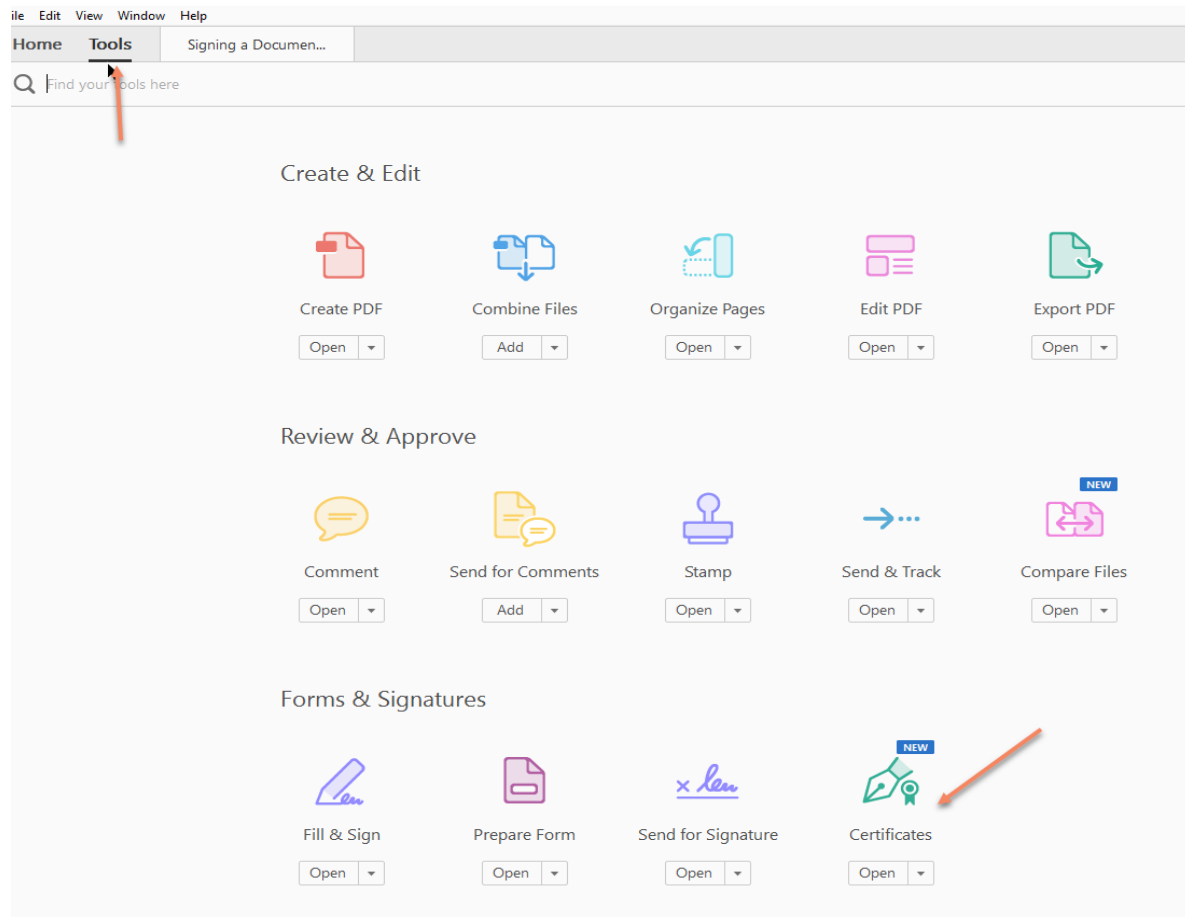 ile Edit View Window Help
Home Tools Signing a Documen...
Find your tools here
Create & Edit
Create PDF Combine Files Organize Pages Edit PDF Export PDF
Open Add Open Open Open
Review & Approve
NEW
Comment Send for Comments Stamp Send & Track Compare Files
Open Add Open Open Open
Forms & Signatures
NEW
Fill & Sign Prepare Form Send for Signature Certificates
Open Open Open Open